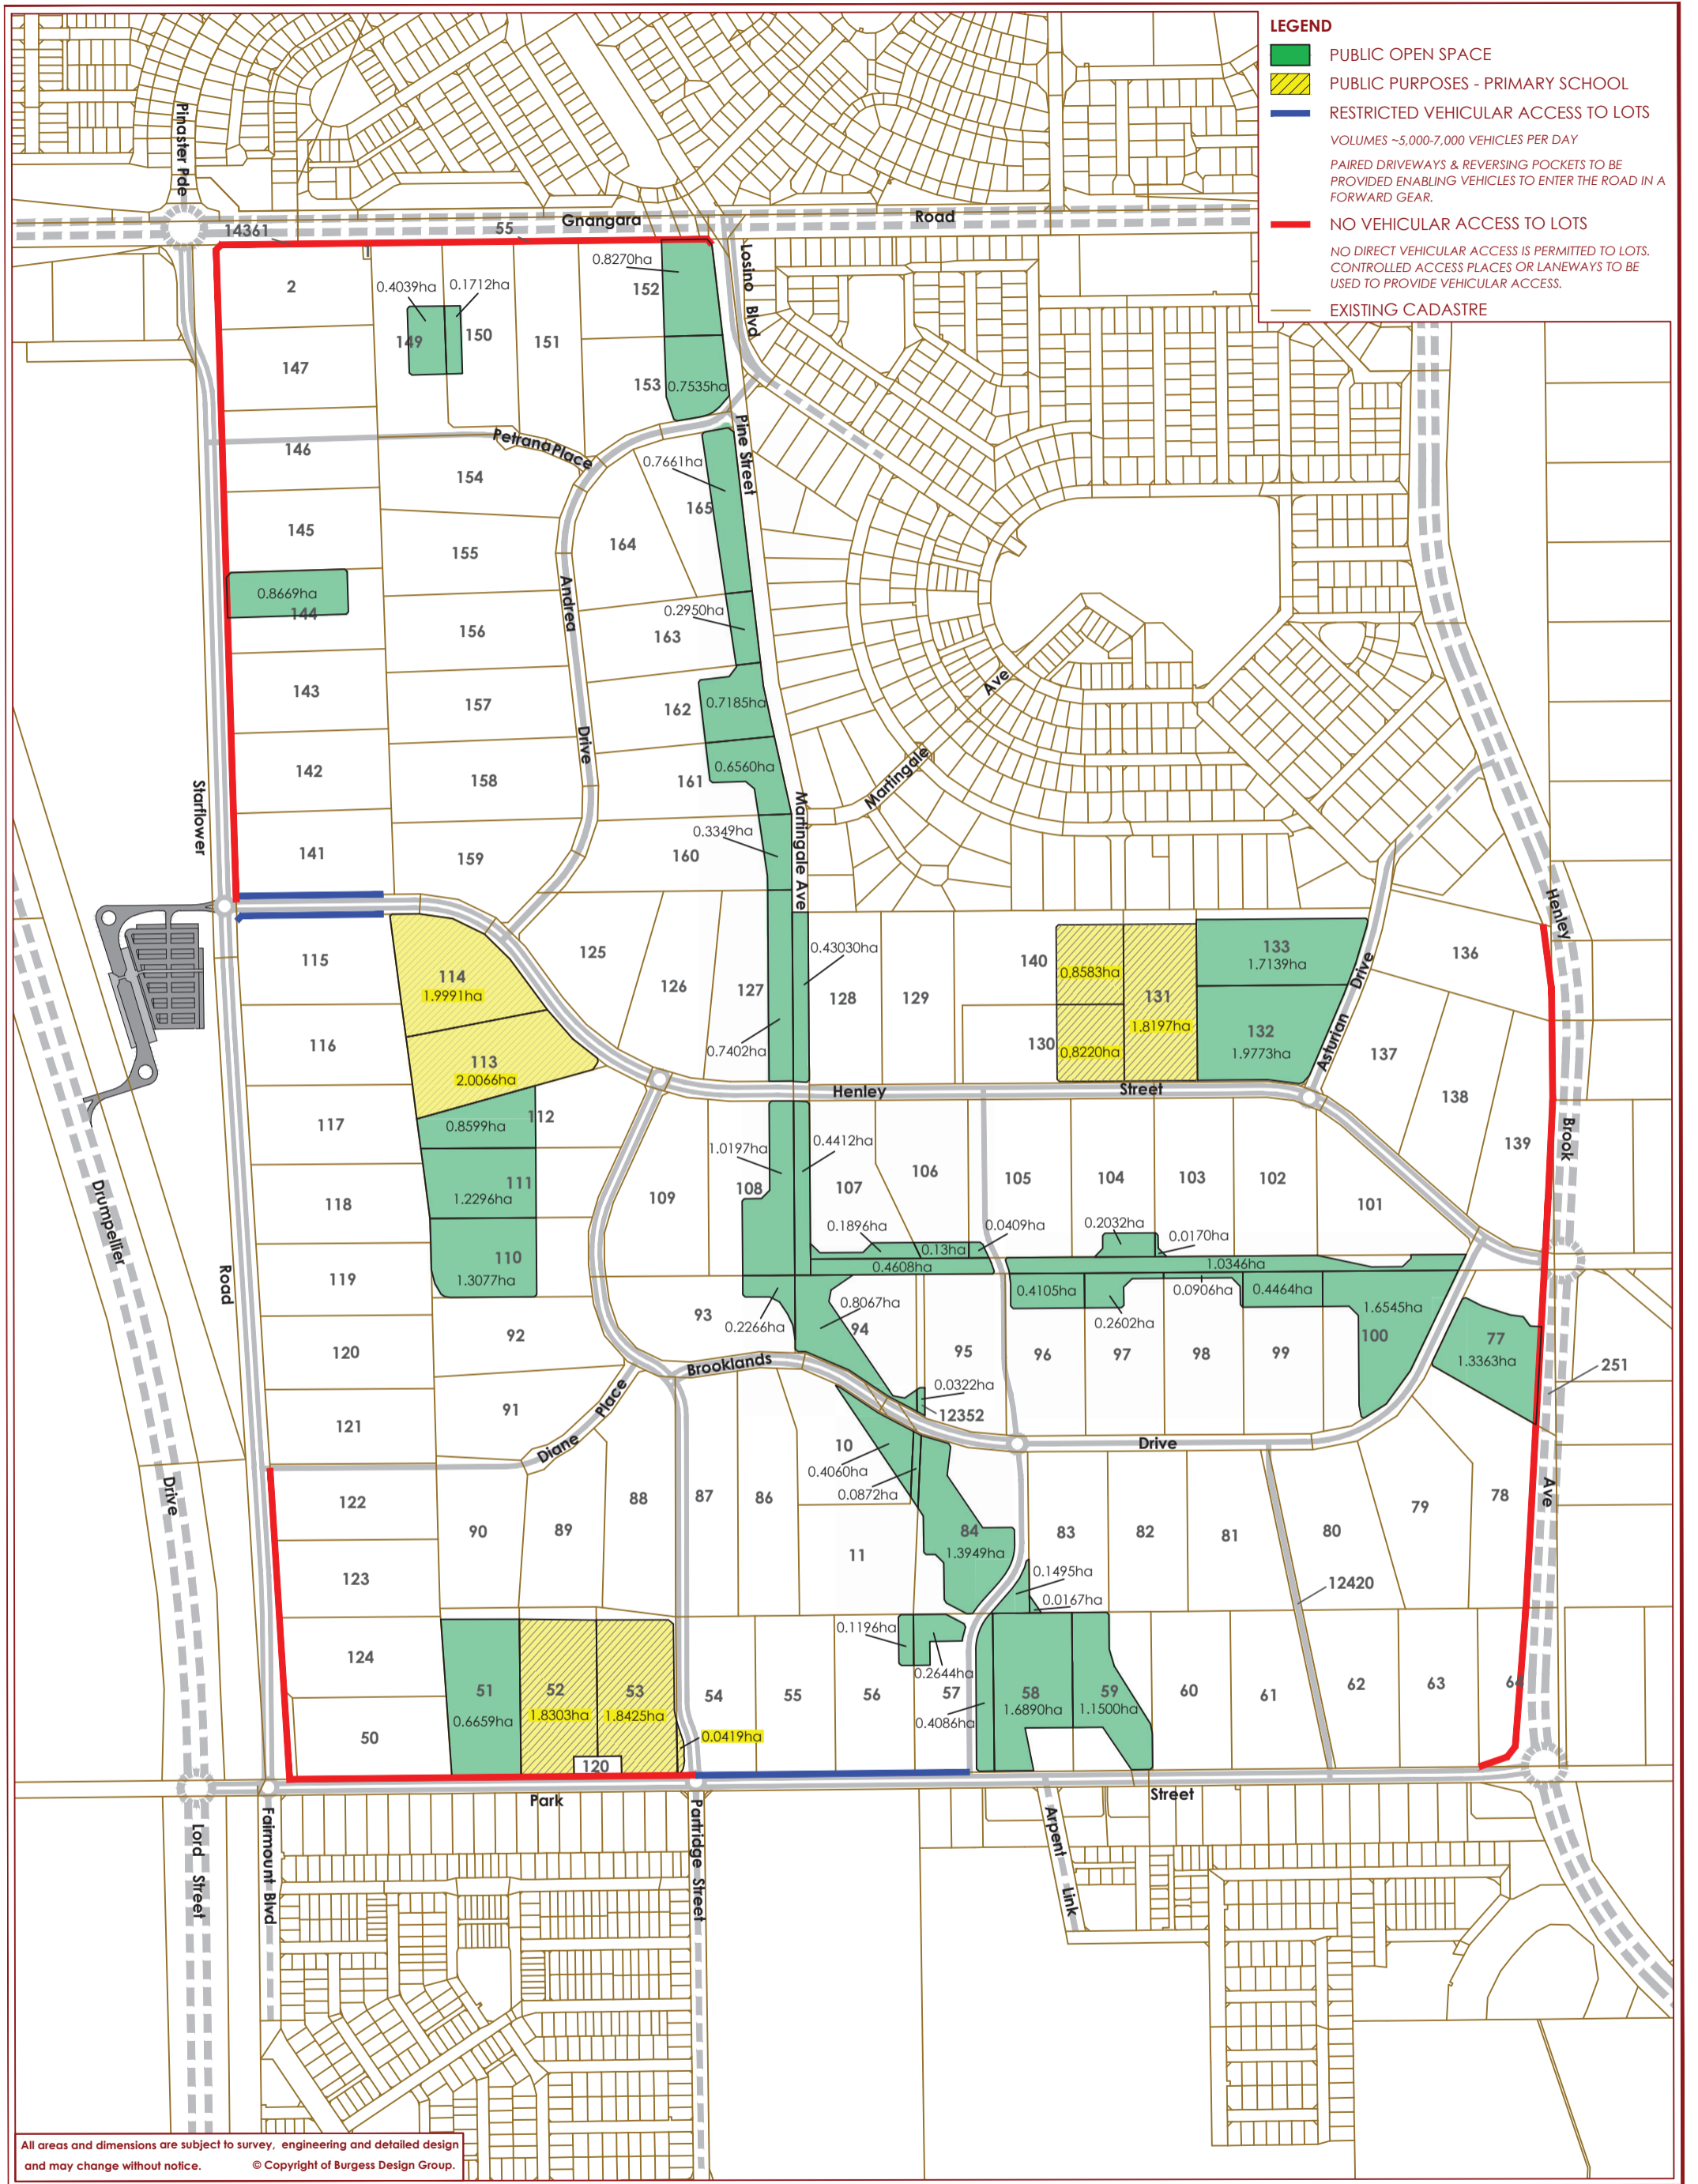 LEGEND
PUBLIC OPEN SPACE
PUBLIC PURPOSES - PRIMARY SCHOOL
RESTRICTED VEHICULAR ACCESS TO LOTS
VOLUMES ~5,000-7,000 VEHICLES PER DAY
PAIRED DRIVEWAYS & REVERSING POCKETS TO BE
PROVIDED ENABLING VEHICLES TO ENTER THE ROAD IN A
FORWARD GEAR.
NO VEHICULAR ACCESS TO LOTS
NO DIRECT VEHICULAR ACCESS IS PERMITTED TO LOTS.
CONTROLLED ACCESS PLACES OR LANEWAYS TO BE
USED TO PROVIDE VEHICULAR ACCESS.
EXISTING CADASTRE
Pinaster Pde
Gnangara
Road
14361
55
Losino Blvd
2
0.4039ha
0.1712ha
0.8270ha
152
149
150
151
147
153
0.7535ha
Petrana Place
Pine Street
146
154
0.7661ha
165
145
155
164
Andrea
0.8669ha
144
0.2950ha
156
163
143
157
162
0.7185ha
Ave
Drive
142
158
161
0.6560ha
Martingale
Starflower
Martingale Ave
0.3349ha
141
159
160
Henley
115
114
1.9991ha
125
126
127
0.43030ha
128
129
140
0.8583ha
131
1.8197ha
133
1.7139ha
136
Asturian
Drive
116
113
2.0066ha
0.7402ha
130
0.8220ha
132
1.9773ha
137
Henley
Street
138
117
0.8599ha
112
1.0197ha
0.4412ha
139
Brook
118
111
1.2296ha
109
108
107
106
105
104
103
102
101
Drumpellier
0.1896ha
0.13ha
0.0409ha
0.2032ha
0.0170ha
0.4608ha
1.0346ha
119
110
1.3077ha
Road
0.4105ha
0.2602ha
0.0906ha
0.4464ha
1.6545ha
93
0.2266ha
0.8067ha
94
100
77
1.3363ha
251
120
92
95
96
97
98
99
Brooklands
0.0322ha
12352
121
91
Diane
Place
10
0.4060ha
0.0872ha
Drive
Drive
Ave
122
90
89
88
87
86
84
1.3949ha
83
82
81
80
79
78
11
123
0.1495ha
0.0167ha
12420
124
0.1196ha
0.2644ha
51
0.6659ha
52
1.8303ha
53
1.8425ha
54
55
56
57
0.4086ha
58
1.6890ha
59
1.1500ha
60
61
62
63
64
50
0.0419ha
120
Park
Street
Lord Street
Fairmount Blvd
Partridge Street
Arpent Link
All areas and dimensions are subject to survey, engineering and detailed design
and may change without notice. © Copyright of Burgess Design Group.